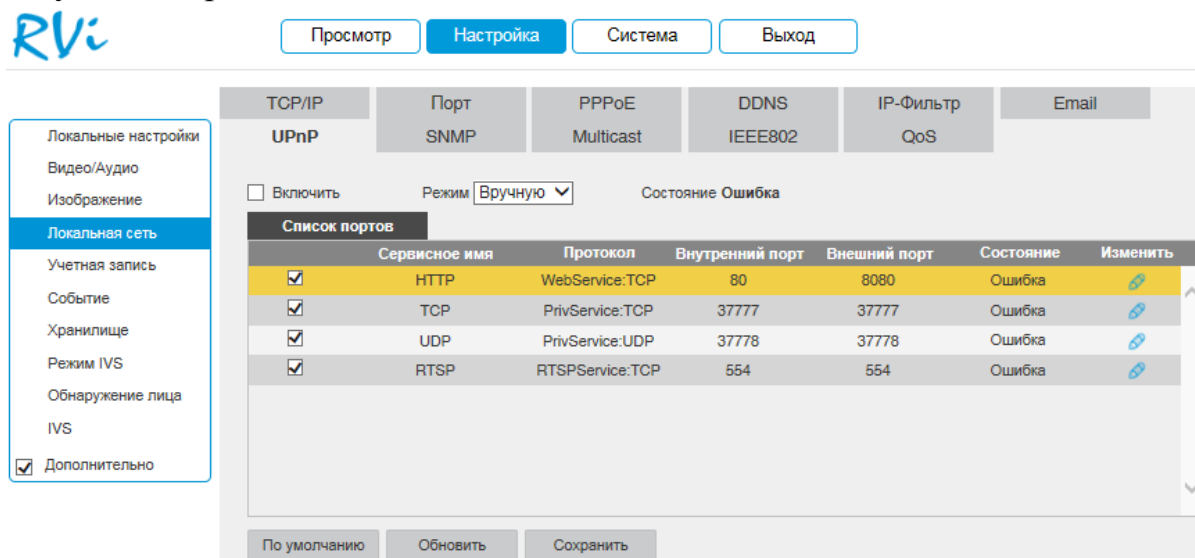 RVi
Просмотр Настройка Система Выход
TCP/IP Порт PPPoE DDNS IP-Фильтр Email
UPnP SNMP Multicast IEEE802 QoS
Локальные настройки
Видео/Аудио
Изображение
Локальная сеть
Учетная запись
Событие
Хранилище
Режим IVS
Обнаружение лица
IVS
Дополнительно
Включить Режим Вручную Состояние Ошибка
Список портов
Сервисное имя Протокол Внутренний порт Внешний порт Состояние Изменить
HTTP WebService:TCP 80 8080 Ошибка
TCP PrivService:TCP 37777 37777 Ошибка
UDP PrivService:UDP 37778 37778 Ошибка
RTSP RTSPService:TCP 554 554 Ошибка
По умолчанию Обновить Сохранить